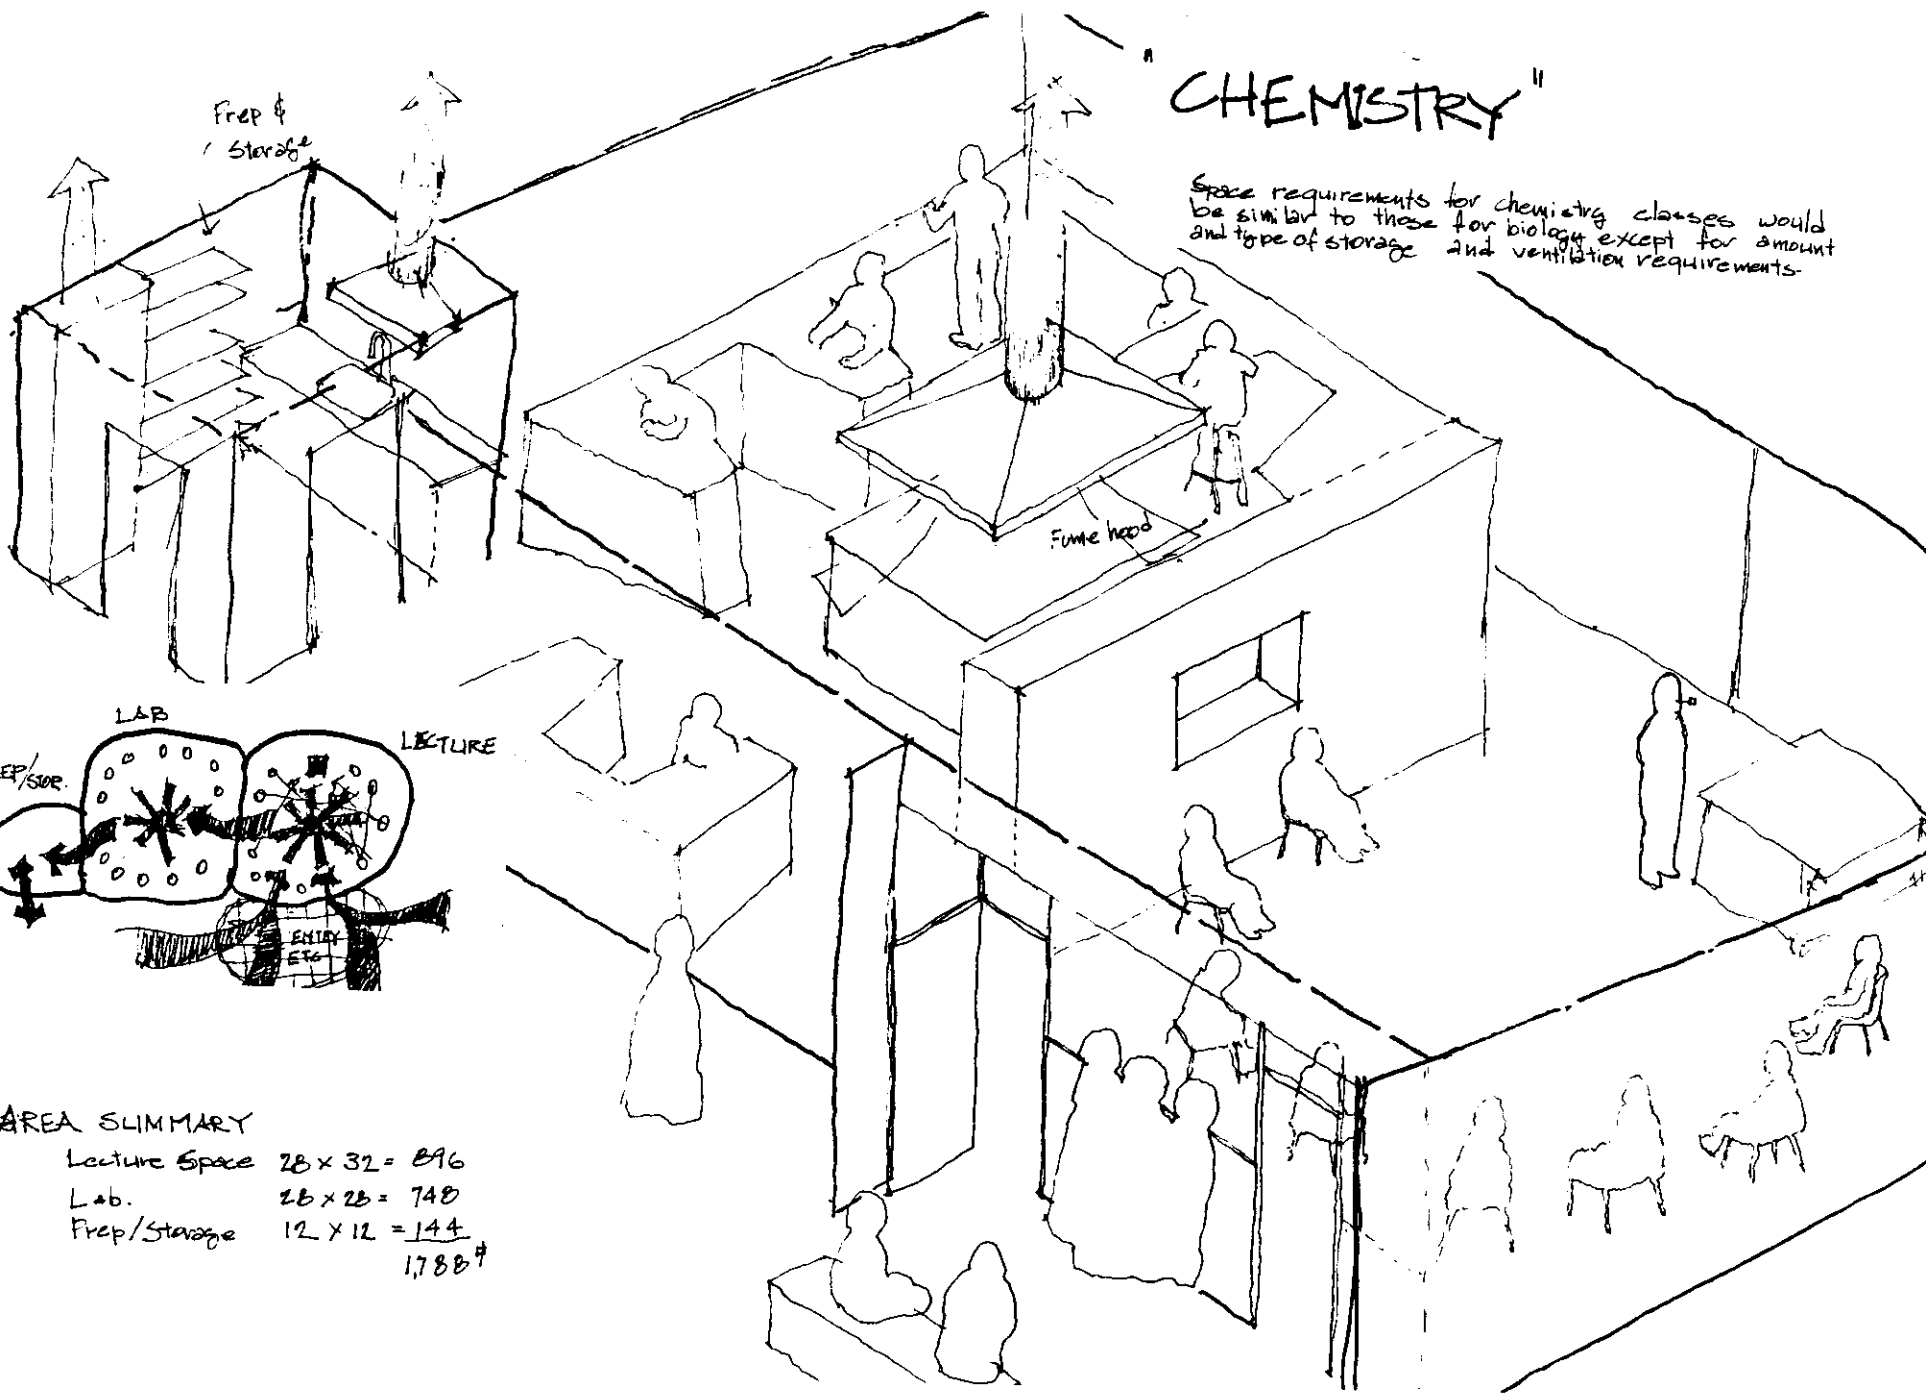 "CHEMISTRY"
Space requirements for chemistry classes would
be similar to those for biology except for amount
and type of storage and ventilation requirements.
Prep &
Storage
Fume hood
LAB
LECTURE
EP/STOR.
ENTRY
ETC
AREA SUMMARY
Lecture Space 28 x 32 = 896
Lab. 28 x 28 = 748
Prep/Storage 12 x 12 = 144
1,788